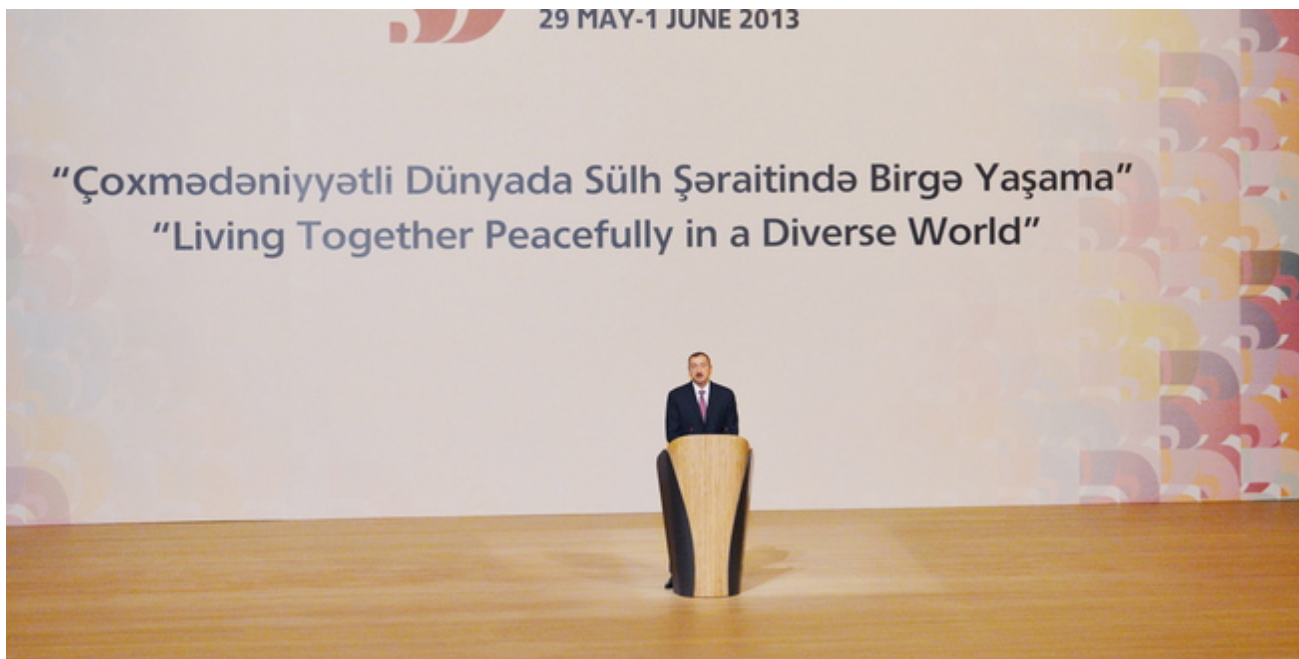 29 MAY-1 JUNE 2013
“Çoxmədəniyyətli Dünyada Sülh Şəraitində Birgə Yaşama”
“Living Together Peacefully in a Diverse World”